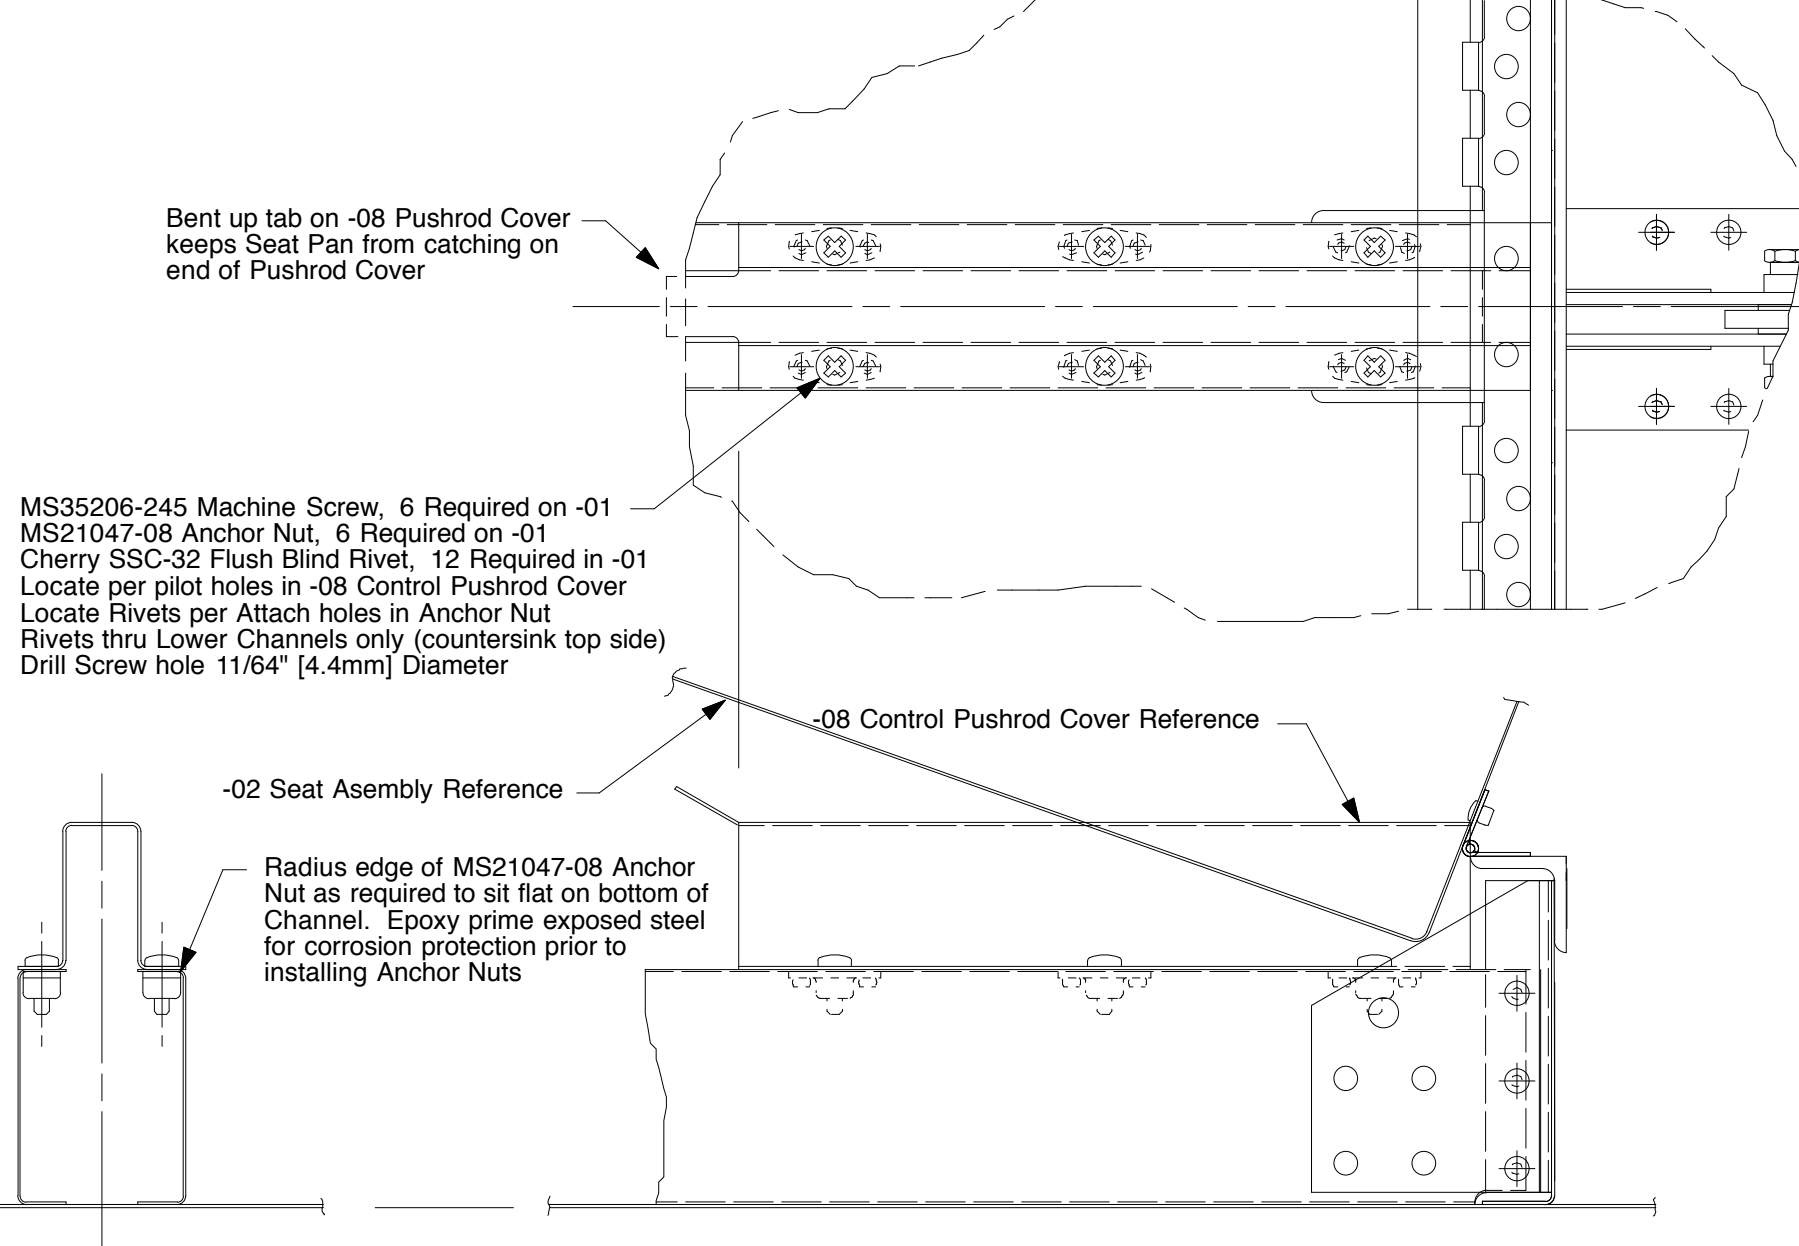 Bent up tab on -08 Pushrod Cover
keeps Seat Pan from catching on
end of Pushrod Cover
MS35206-245 Machine Screw, 6 Required on -01
MS21047-08 Anchor Nut, 6 Required on -01
Cherry SSC-32 Flush Blind Rivet, 12 Required in -01
Locate per pilot holes in -08 Control Pushrod Cover
Locate Rivets per Attach holes in Anchor Nut
Rivets thru Lower Channels only (countersink top side)
Drill Screw hole 11/64" [4.4mm] Diameter
-08 Control Pushrod Cover Reference
-02 Seat Asembly Reference
Radius edge of MS21047-08 Anchor
Nut as required to sit flat on bottom of
Channel. Epoxy prime exposed steel
for corrosion protection prior to
installing Anchor Nuts